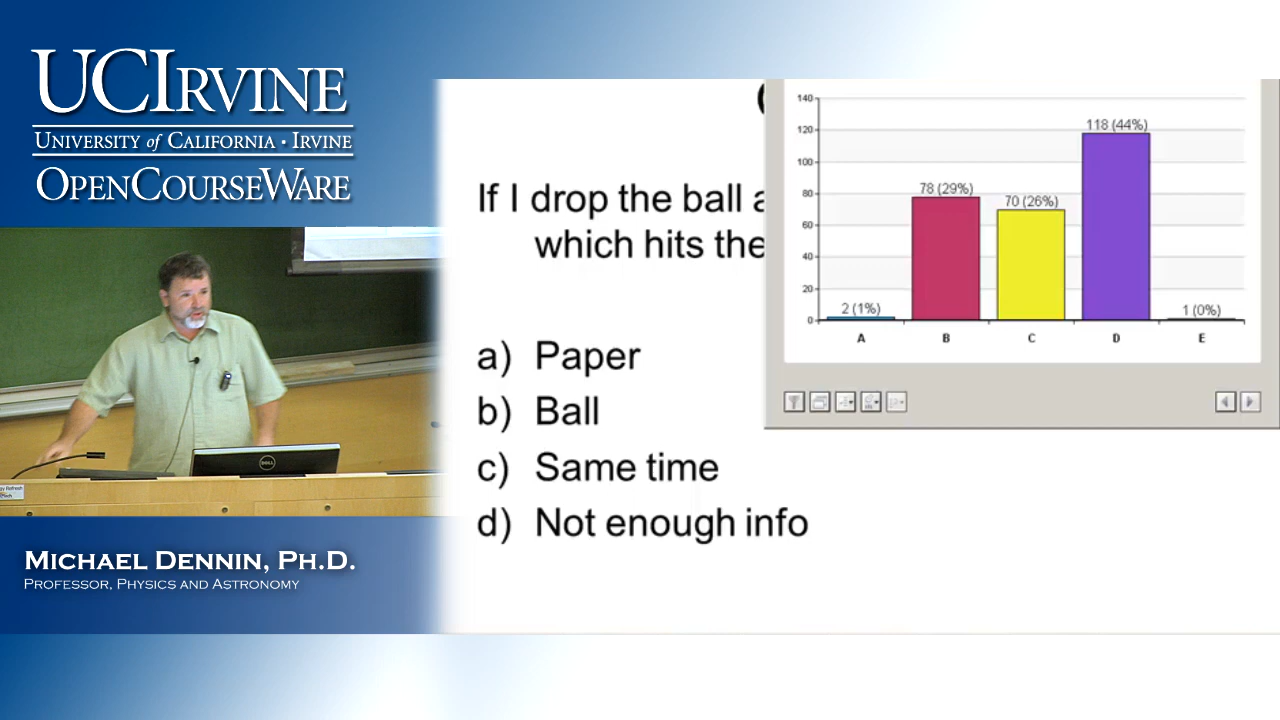 UCIRVINE
UNIVERSITY of CALIFORNIA · IRVINE
OPENCOURSEWARE
If I drop the ball
which hits the
a) Paper
b) Ball
c) Same time
d) Not enough info
140
120
100
80
60
40
20
0
2 (1%)
78 (29%)
70 (26%)
118 (44%)
1 (0%)
A
B
C
D
E
DELL
MICHAEL DENNIN, PH.D.
PROFESSOR, PHYSICS AND ASTRONOMY